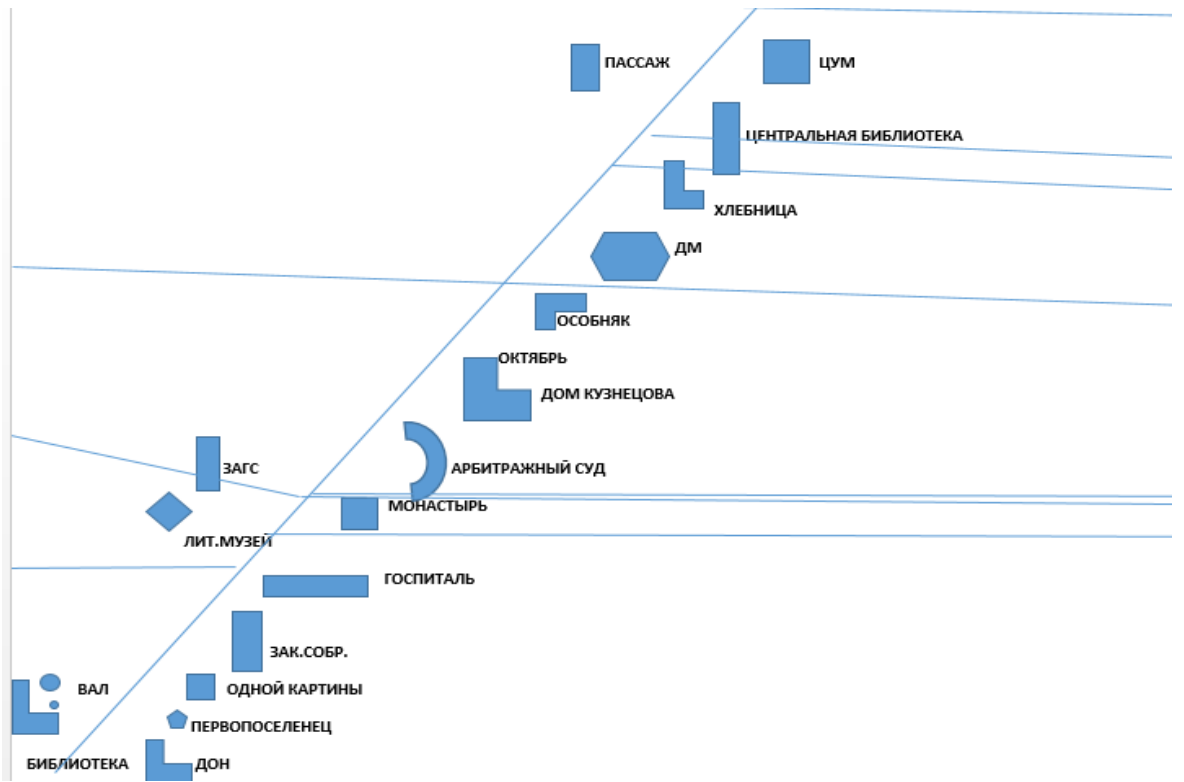 ПАССАЖ
ЦУМ
ЦЕНТРАЛЬНАЯ БИБЛИОТЕКА
ХЛЕБНИЦА
ДМ
ОСОБНЯК
ОКТЯБРЬ
ДОМ КУЗНЕЦОВА
ЗАГС
АРБИТРАЖНЫЙ СУД
МОНАСТЫРЬ
ЛИТ.МУЗЕЙ
ГОСПИТАЛЬ
ЗАК.СОБР.
ВАЛ
ОДНОЙ КАРТИНЫ
ПЕРВОПОСЕЛЕНЕЦ
БИБЛИОТЕКА
ДОН